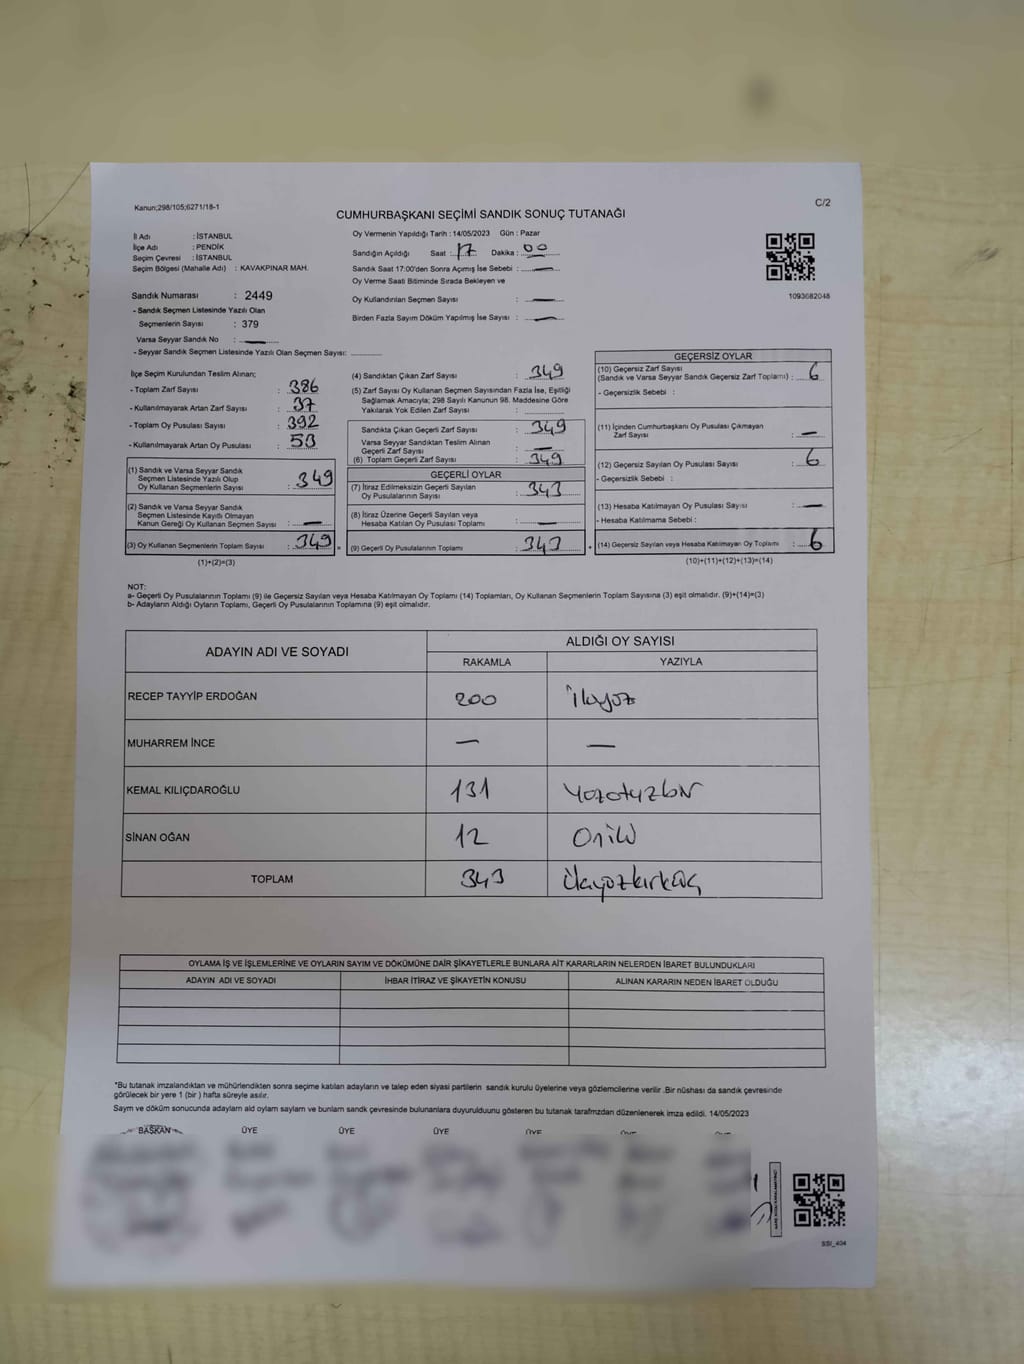 Kanun;298/105;6271/18-1
C/2
CUMHURBAŞKANI SEÇİMİ SANDIK SONUÇ TUTANAĞI
İl Adı : İSTANBUL
İlçe Adı : PENDİK
Seçim Çevresi : İSTANBUL
Seçim Bölgesi (Mahalle Adı) : KAVAKPINAR MAH.
Sandık Numarası : 2449
- Sandık Seçmen Listesinde Yazılı Olan
Seçmenlerin Sayısı : 379
Varsa Seyyar Sandık No : —
- Seyyar Sandık Seçmen Listesinde Yazılı Olan Seçmen Sayısı:
Oy Vermenin Yapıldığı Tarih : 14/05/2023 Gün : Pazar
Sandığın Açıldığı Saat : 17 Dakika : 00
Sandık Saat 17:00'den Sonra Açılmış İse Sebebi : —
Oy Verme Saati Bitiminde Sırada Bekleyen ve
Oy Kullandırılan Seçmen Sayısı : —
Birden Fazla Sayım Döküm Yapılmış İse Sayısı : —
1093682048
İlçe Seçim Kurulundan Teslim Alınan;
- Toplam Zarf Sayısı : 386
- Kullanılmayarak Artan Zarf Sayısı : 37
- Toplam Oy Pusulası Sayısı : 392
- Kullanılmayarak Artan Oy Pusulası :
(1) Sandık ve Varsa Seyyar Sandık
Seçmen Listesinde Yazılı Olup
Oy Kullanan Seçmenlerin Sayısı : 349
(2) Sandık ve Varsa Seyyar Sandık
Seçmen Listesinde Kayıtlı Olmayan
Kanun Gereği Oy Kullanan Seçmen Sayısı : —
(3) Oy Kullanan Seçmenlerin Toplam Sayısı : 349
(1)+(2)=(3)
(4) Sandıktan Çıkan Zarf Sayısı : 349
(5) Zarf Sayısı Oy Kullanan Seçmen Sayısından Fazla İse, Eşitliği
Sağlamak Amacıyla; 298 Sayılı Kanunun 98. Maddesine Göre
Yakılarak Yok Edilen Zarf Sayısı :
Sandıkta Çıkan Geçerli Zarf Sayısı : 349
Varsa Seyyar Sandıktan Teslim Alınan
Geçerli Zarf Sayısı : —
(6) Toplam Geçerli Zarf Sayısı : 349
GEÇERLİ OYLAR
(7) İtiraz Edilmeksizin Geçerli Sayılan
Oy Pusulalarının Sayısı : 343
(8) İtiraz Üzerine Geçerli Sayılan veya
Hesaba Katılan Oy Pusulası Toplamı : —
(9) Geçerli Oy Pusulalarının Toplamı : 343
GEÇERSİZ OYLAR
(10) Geçersiz Zarf Sayısı
(Sandık ve Varsa Seyyar Sandık Geçersiz Zarf Toplamı) : 6
- Geçersizlik Sebebi :
(11) İçinden Cumhurbaşkanı Oy Pusulası Çıkmayan
Zarf Sayısı : —
(12) Geçersiz Sayılan Oy Pusulası Sayısı : 6
- Geçersizlik Sebebi :
(13) Hesaba Katılmayan Oy Pusulası Sayısı : —
- Hesaba Katılmama Sebebi :
(14) Geçersiz Sayılan veya Hesaba Katılmayan Oy Toplamı : 6
(10)+(11)+(12)+(13)=(14)
NOT:
a- Geçerli Oy Pusulalarının Toplamı (9) ile Geçersiz Sayılan veya Hesaba Katılmayan Oy Toplamı (14) Toplamları, Oy Kullanan Seçmenlerin Toplam Sayısına (3) eşit olmalıdır. (9)+(14)=(3)
b- Adayların Aldığı Oyların Toplamı, Geçerli Oy Pusulalarının Toplamına (9) eşit olmalıdır.
ADAYIN ADI VE SOYADI ALDIĞI OY SAYISI
RAKAMLA YAZIYLA
RECEP TAYYİP ERDOĞAN 200 ikiyüz
MUHARREM İNCE — —
KEMAL KILIÇDAROĞLU 131 Yüzotuzbir
SİNAN OĞAN 12 Oniki
TOPLAM 343 Üçyüzkırküç
OYLAMA İŞ VE İŞLEMLERİNE VE OYLARIN SAYIM VE DÖKÜMÜNE DAİR ŞİKAYETLERLE BUNLARA AİT KARARLARIN NELERDEN İBARET BULUNDUKLARI
ADAYIN ADI VE SOYADI İHBAR İTİRAZ VE ŞİKAYETİN KONUSU ALINAN KARARIN NEDEN İBARET OLDUĞU
*Bu tutanak imzalandıktan ve mühürlendikten sonra seçime katılan adayların ve talep eden siyasi partilerin sandık kurulu üyelerine veya gözlemcilerine verilir .Bir nüshası da sandık çevresinde
görülecek bir yere 1 (bir ) hafta süreyle asılır.
Sayım ve döküm sonucunda adayların ald oyların sayları ve bunların sandk çevresinde bulunanlara duyurulduunu gösteren bu tutanak tarafmzdan düzenlenerek imza edildi. 14/05/2023
BAŞKAN ÜYE ÜYE ÜYE ÜYE
SSI_404